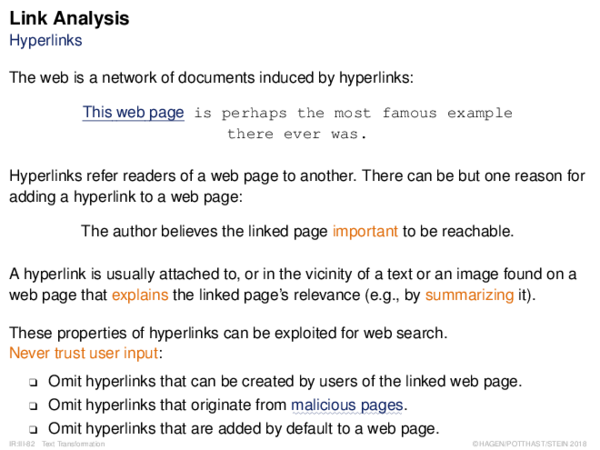 Link Analysis
Hyperlinks
The web is a network of documents induced by hyperlinks:
This web page is perhaps the most famous example
there ever was.
Hyperlinks refer readers of a web page to another. There can be but one reason for
adding a hyperlink to a web page:
The author believes the linked page important to be reachable.
A hyperlink is usually attached to, or in the vicinity of a text or an image found on a
web page that explains the linked page's relevance (e.g., by summarizing it).
These properties of hyperlinks can be exploited for web search.
Never trust user input:
❑ Omit hyperlinks that can be created by users of the linked web page.
❑ Omit hyperlinks that originate from malicious pages.
❑ Omit hyperlinks that are added by default to a web page.
IR:III-82 Text Transformation ©HAGEN/POTTHAST/STEIN 2018